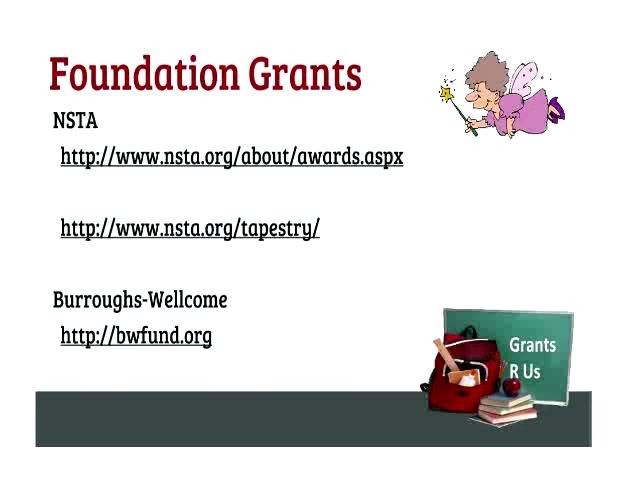 Foundation Grants
NSTA
http://www.nsta.org/about/awards.aspx
http://www.nsta.org/tapestry/
Burroughs-Wellcome
http://bwfund.org
Grants
R Us